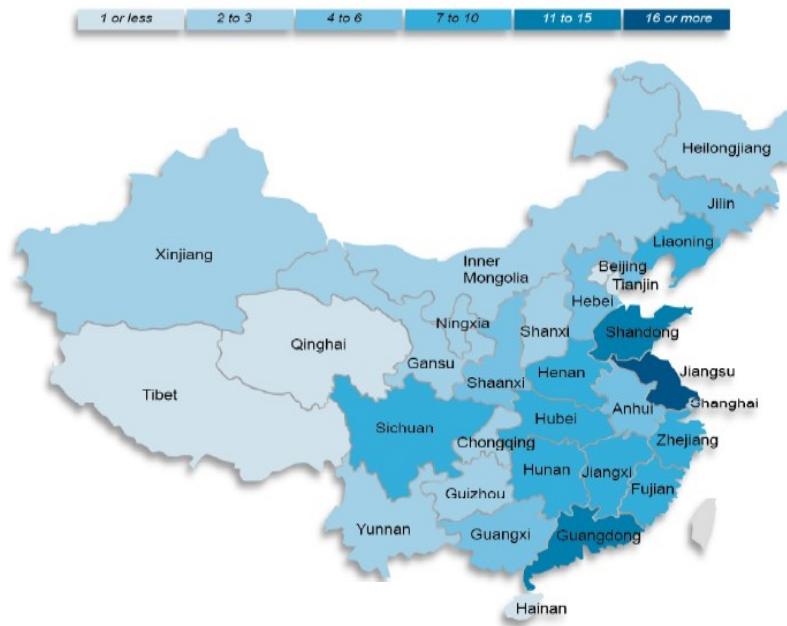 1 or less 2 to 3 4 to 6 7 to 10 11 to 15 16 or more
Heilongjiang
Jilin
Liaoning
Xinjiang
Inner
Mongolia
Beijing
Tianjin
Hebei
Ningxia
Shanxi
Shandong
Qinghai
Gansu
Shaanxi
Henan
Jiangsu
Tibet
Anhui
Shanghai
Sichuan
Hubei
Chongqing
Zhejiang
Hunan
Jiangxi
Guizhou
Fujian
Yunnan
Guangxi
Guangdong
Hainan